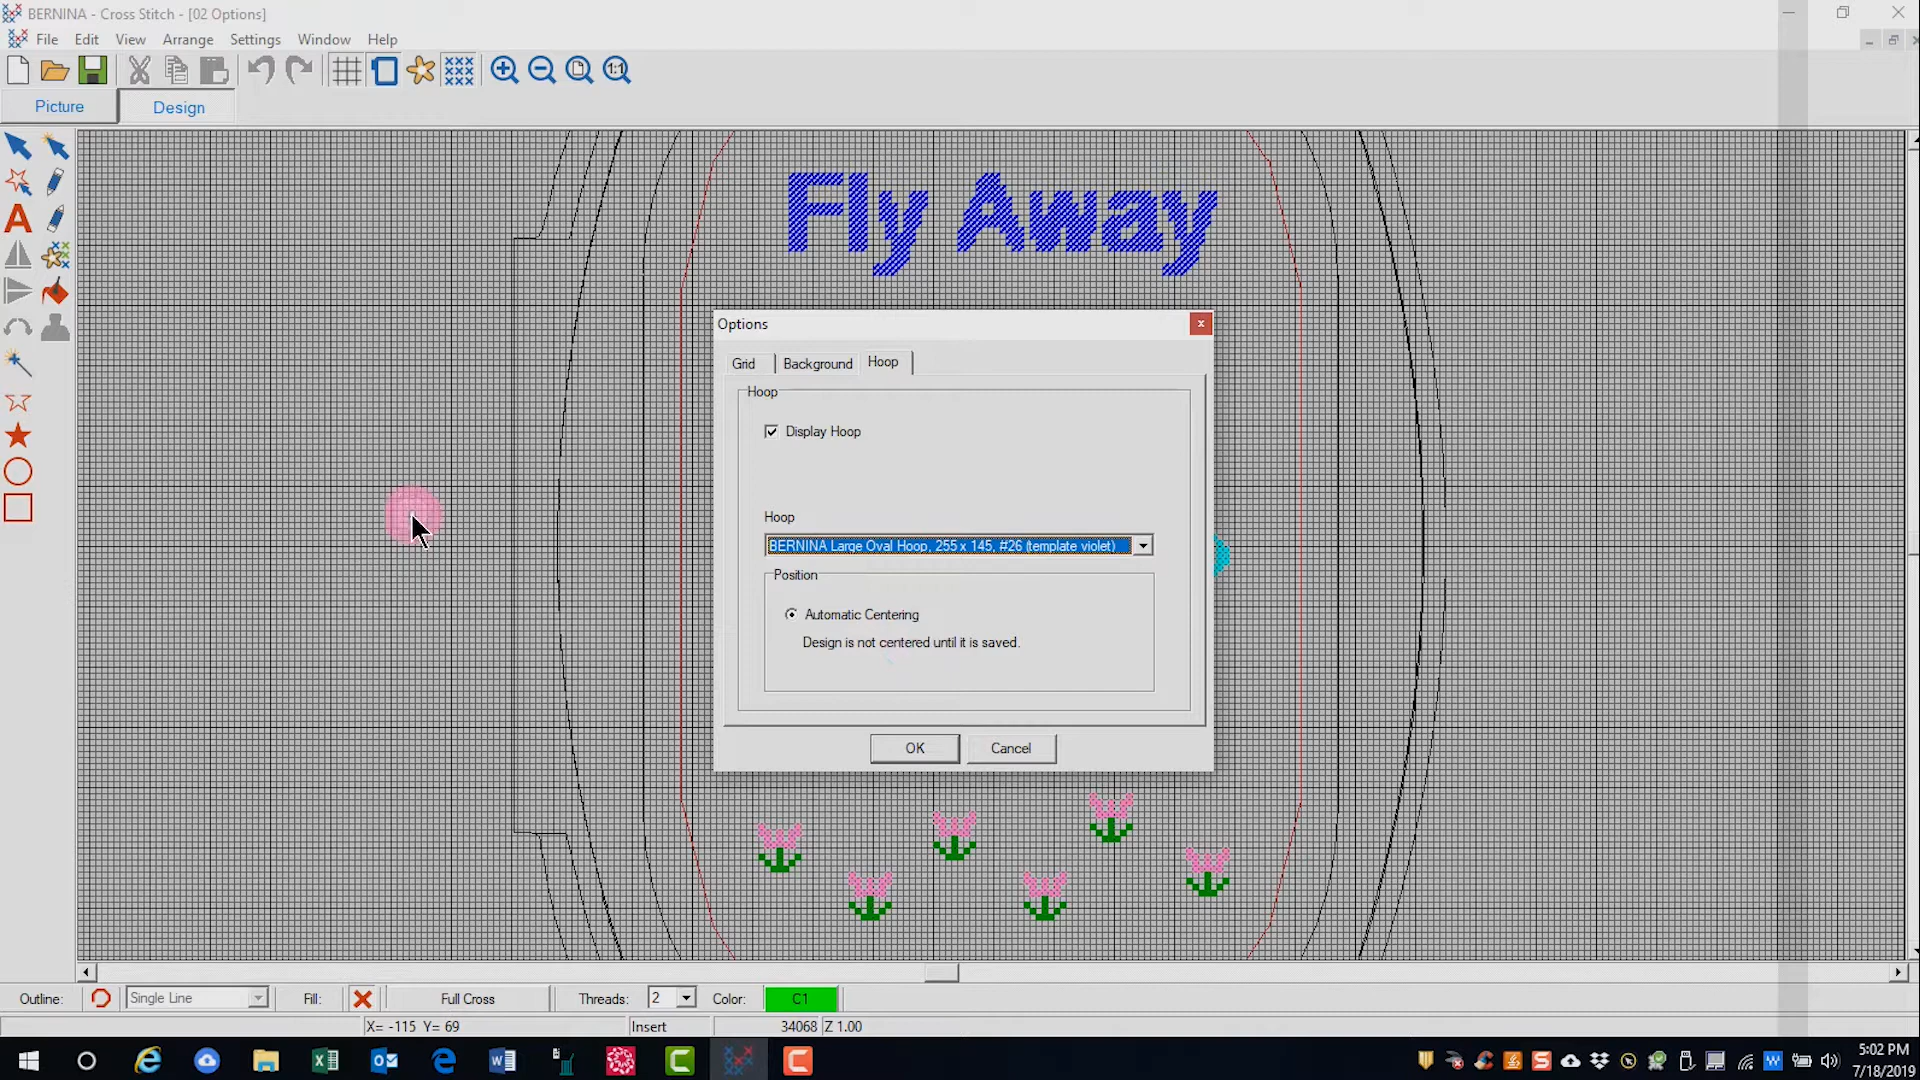 BERNINA - Cross Stitch - [02 Options]
File Edit View Arrange Settings Window Help
1:1
Picture Design
A
Fly Away
Options
Grid Background Hoop
Hoop
Display Hoop
Hoop
BERNINA Large Oval Hoop, 255 x 145, #26 (template violet)
Position
Automatic Centering
Design is not centered until it is saved.
OK Cancel
Outline: Single Line Fill: Full Cross Threads: 2 Color: C1
X= -115 Y= 69 Insert 34068 Z 1.00
5:02 PM
7/18/2019